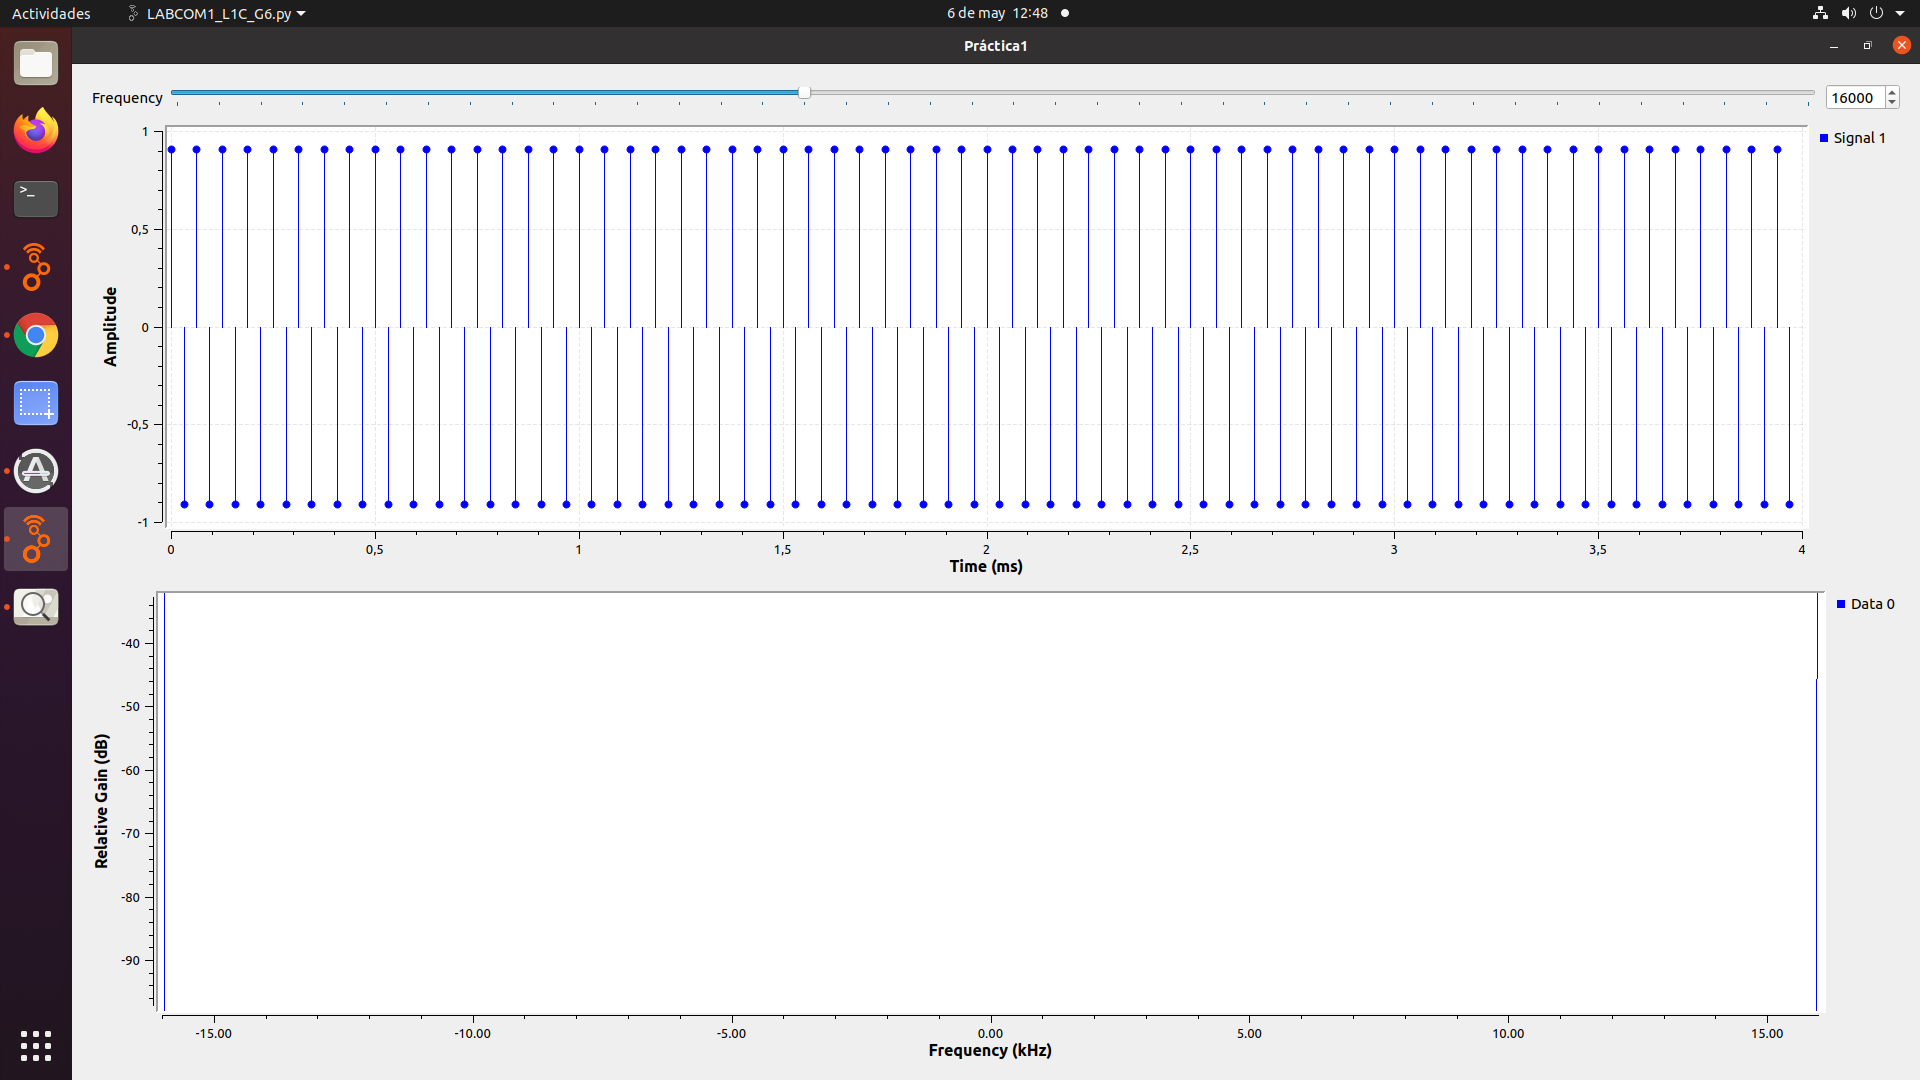 Actividades LABCOM1_L1C_G6.py 6 de may 12:48
Práctica1
Frequency 16000
1
0,5
0
-0,5
-1
Amplitude
Signal 1
0 0,5 1 1,5 2 2,5 3 3,5 4
Time (ms)
-40
-50
-60
-70
-80
-90
Relative Gain (dB)
Data 0
-15.00 -10.00 -5.00 0.00 5.00 10.00 15.00
Frequency (kHz)